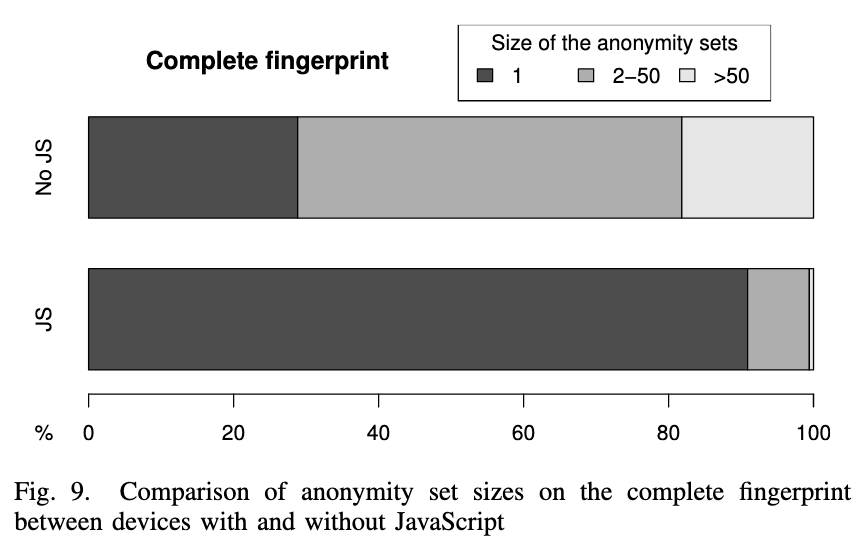 Complete fingerprint
Size of the anonymity sets
1 2−50 >50
No JS
JS
% 0 20 40 60 80 100
Fig. 9. Comparison of anonymity set sizes on the complete fingerprint
between devices with and without JavaScript